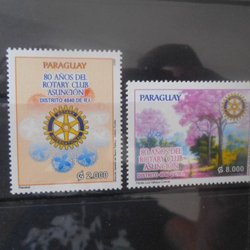 PARAGUAY
80 AÑOS DEL
ROTARY CLUB
ASUNCIÓN
DISTRITO 4845 DE R.I.
₲ 2.000
PARAGUAY
80 AÑOS DEL
ROTARY CLUB
ASUNCIÓN
₲ 8.000